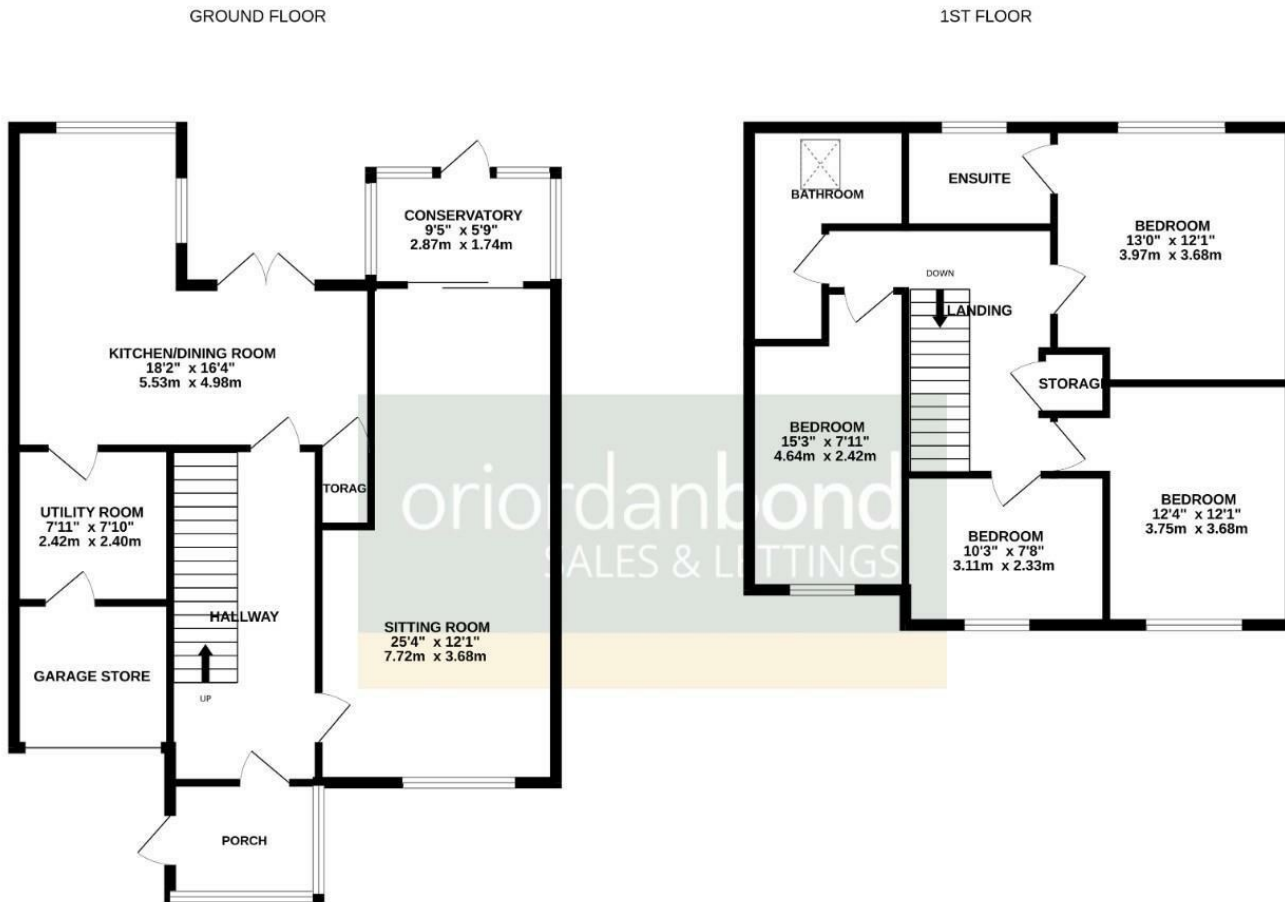 GROUND FLOOR
1ST FLOOR
CONSERVATORY
9'5" x 5'9"
2.87m x 1.74m
KITCHEN/DINING ROOM
18'2" x 16'4"
5.53m x 4.98m
UTILITY ROOM
7'11" x 7'10"
2.42m x 2.40m
TORAG
HALLWAY
UP
GARAGE STORE
SITTING ROOM
25'4" x 12'1"
7.72m x 3.68m
PORCH
BATHROOM
ENSUITE
BEDROOM
13'0" x 12'1"
3.97m x 3.68m
DOWN
LANDING
STORAGE
BEDROOM
15'3" x 7'11"
4.64m x 2.42m
BEDROOM
10'3" x 7'8"
3.11m x 2.33m
BEDROOM
12'4" x 12'1"
3.75m x 3.68m
oriordanbond
SALES & LETTINGS